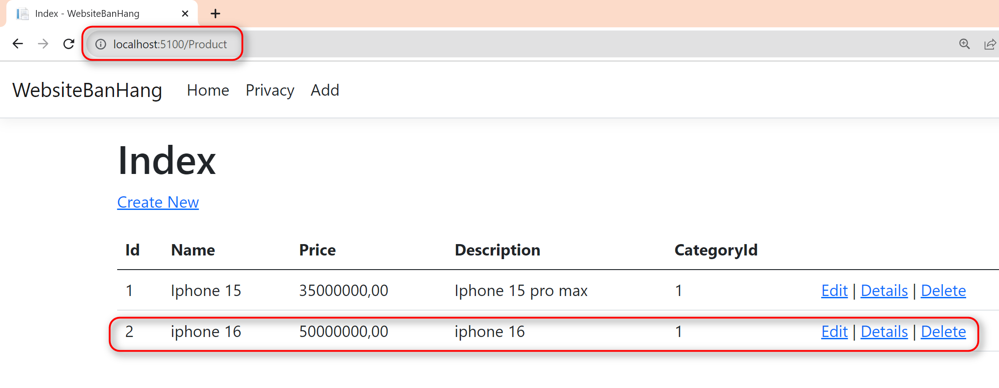 Index - WebsiteBanHang
localhost:5100/Product
WebsiteBanHang Home Privacy Add
Index
Create New
Id Name Price Description CategoryId
1 Iphone 15 35000000,00 Iphone 15 pro max 1 Edit | Details | Delete
2 iphone 16 50000000,00 iphone 16 1 Edit | Details | Delete